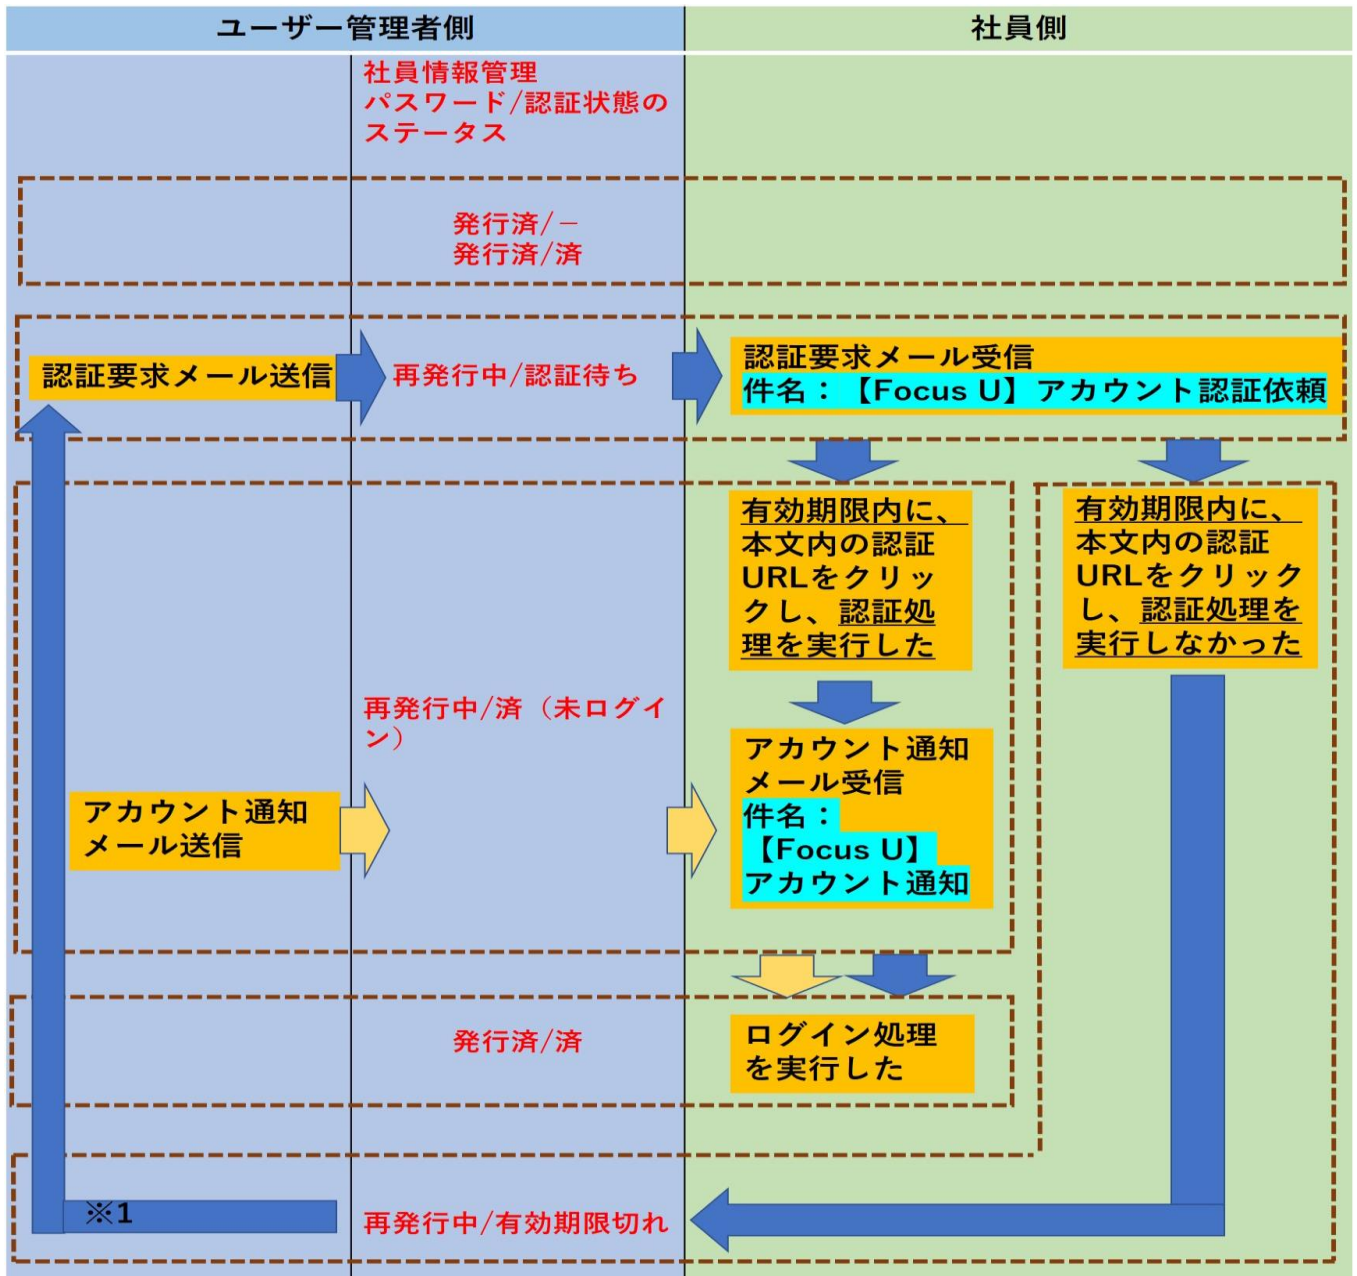 ユーザー管理者側
社員側
社員情報管理
パスワード/認証状態の
ステータス
発行済/－
発行済/済
認証要求メール送信
再発行中/認証待ち
認証要求メール受信
件名：【Focus U】アカウント認証依頼
有効期限内に、
本文内の認証
URLをクリッ
クし、認証処
理を実行した
有効期限内に、
本文内の認証
URLをクリック
し、認証処理を
実行しなかった
再発行中/済（未ログイ
ン）
アカウント通知
メール送信
アカウント通知
メール受信
件名：
【Focus U】
アカウント通知
発行済/済
ログイン処理
を実行した
※1
再発行中/有効期限切れ